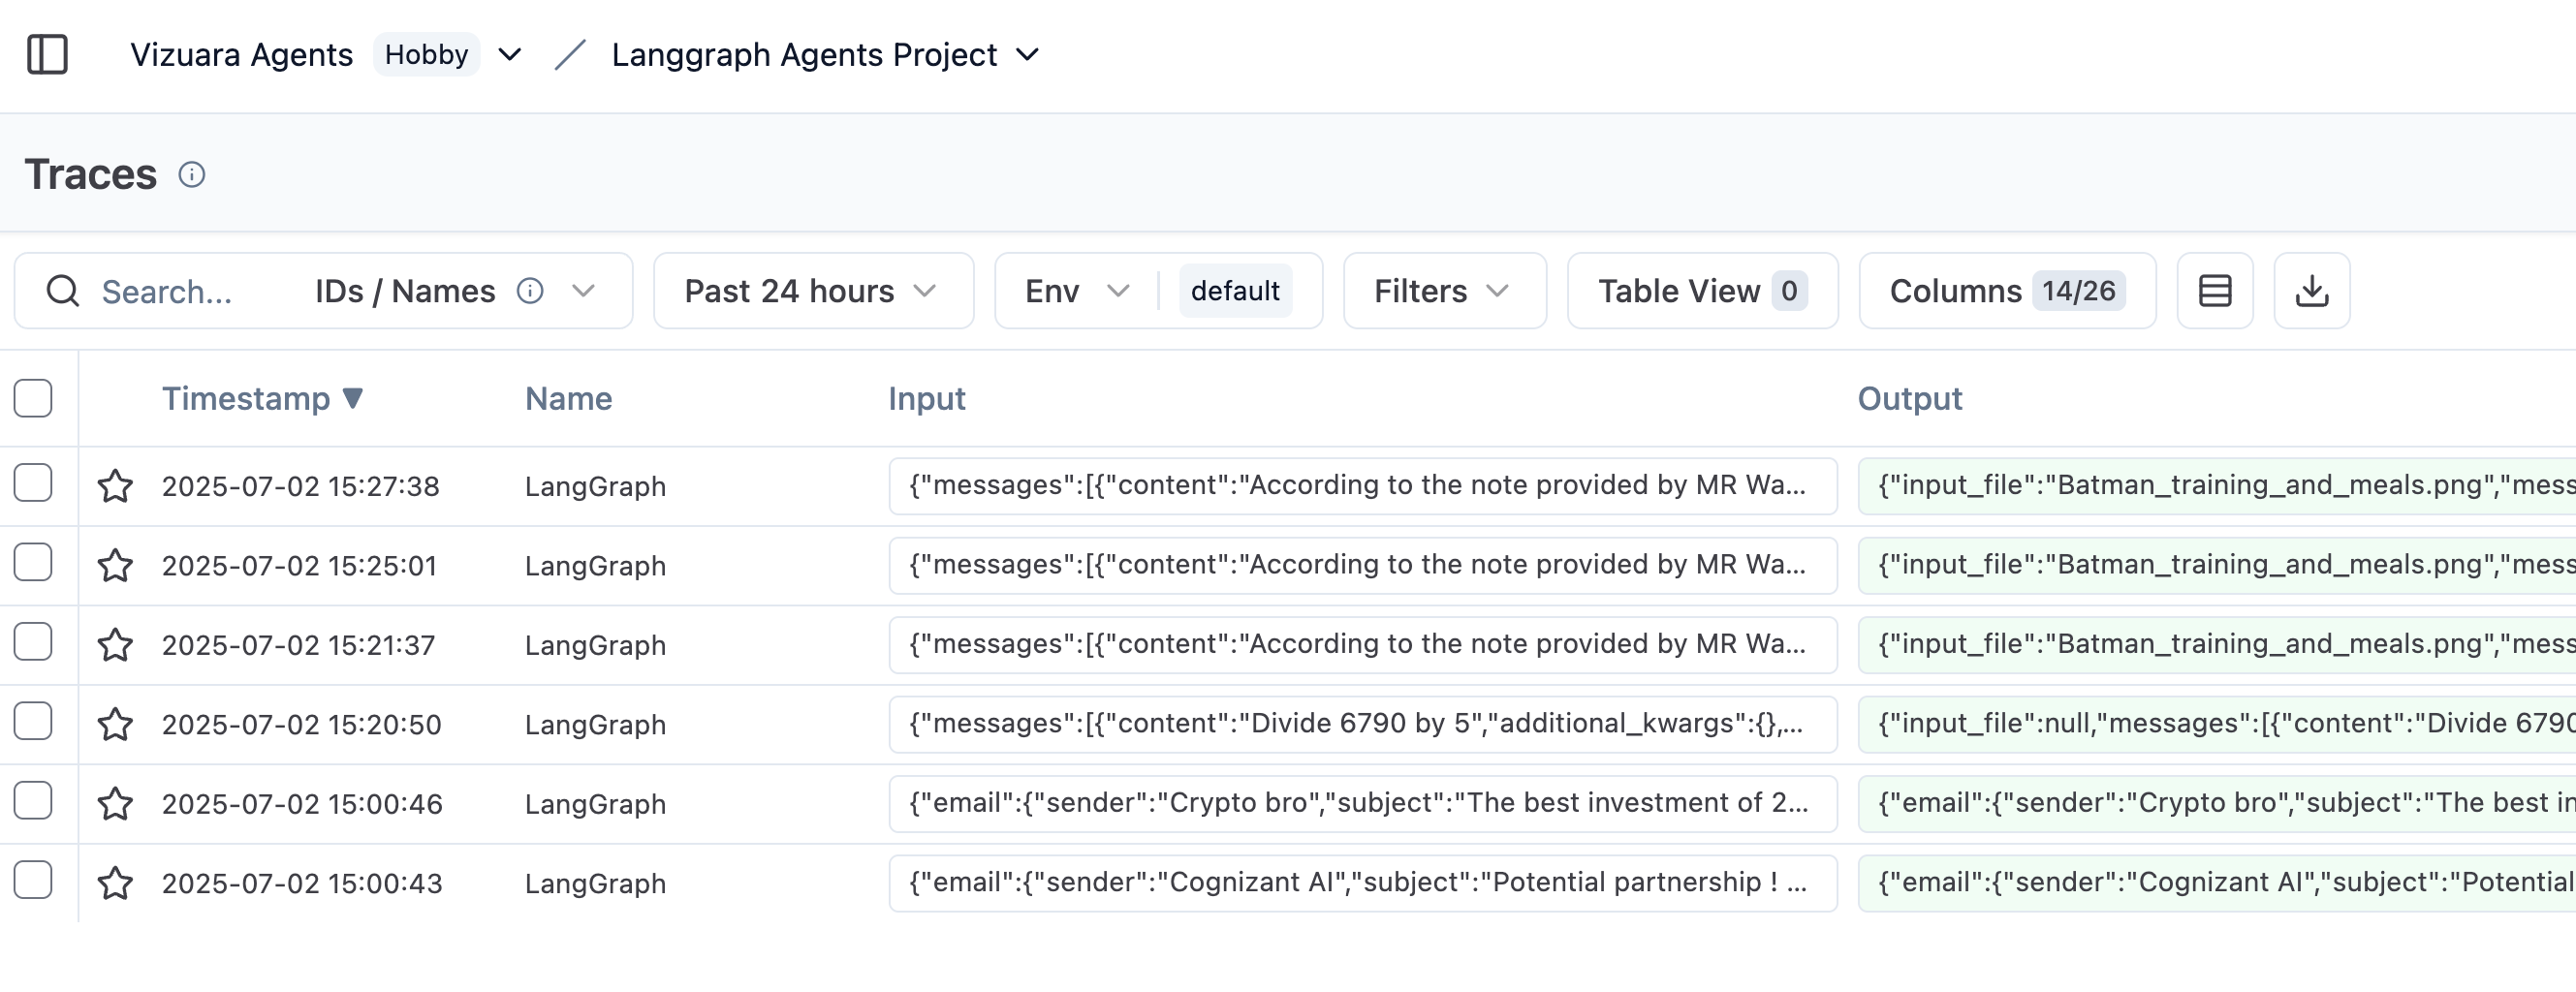 Vizuara Agents Hobby / Langgraph Agents Project
Traces
Search... IDs / Names Past 24 hours Env default Filters Table View 0 Columns 14/26
Timestamp ▼ Name Input Output
2025-07-02 15:27:38 LangGraph {"messages":[{"content":"According to the note provided by MR Wa... {"input_file":"Batman_training_and_meals.png","mess
2025-07-02 15:25:01 LangGraph {"messages":[{"content":"According to the note provided by MR Wa... {"input_file":"Batman_training_and_meals.png","mess
2025-07-02 15:21:37 LangGraph {"messages":[{"content":"According to the note provided by MR Wa... {"input_file":"Batman_training_and_meals.png","mess
2025-07-02 15:20:50 LangGraph {"messages":[{"content":"Divide 6790 by 5","additional_kwargs":{},... {"input_file":null,"messages":[{"content":"Divide 6790
2025-07-02 15:00:46 LangGraph {"email":{"sender":"Crypto bro","subject":"The best investment of 2... {"email":{"sender":"Crypto bro","subject":"The best in
2025-07-02 15:00:43 LangGraph {"email":{"sender":"Cognizant AI","subject":"Potential partnership ! ... {"email":{"sender":"Cognizant AI","subject":"Potential